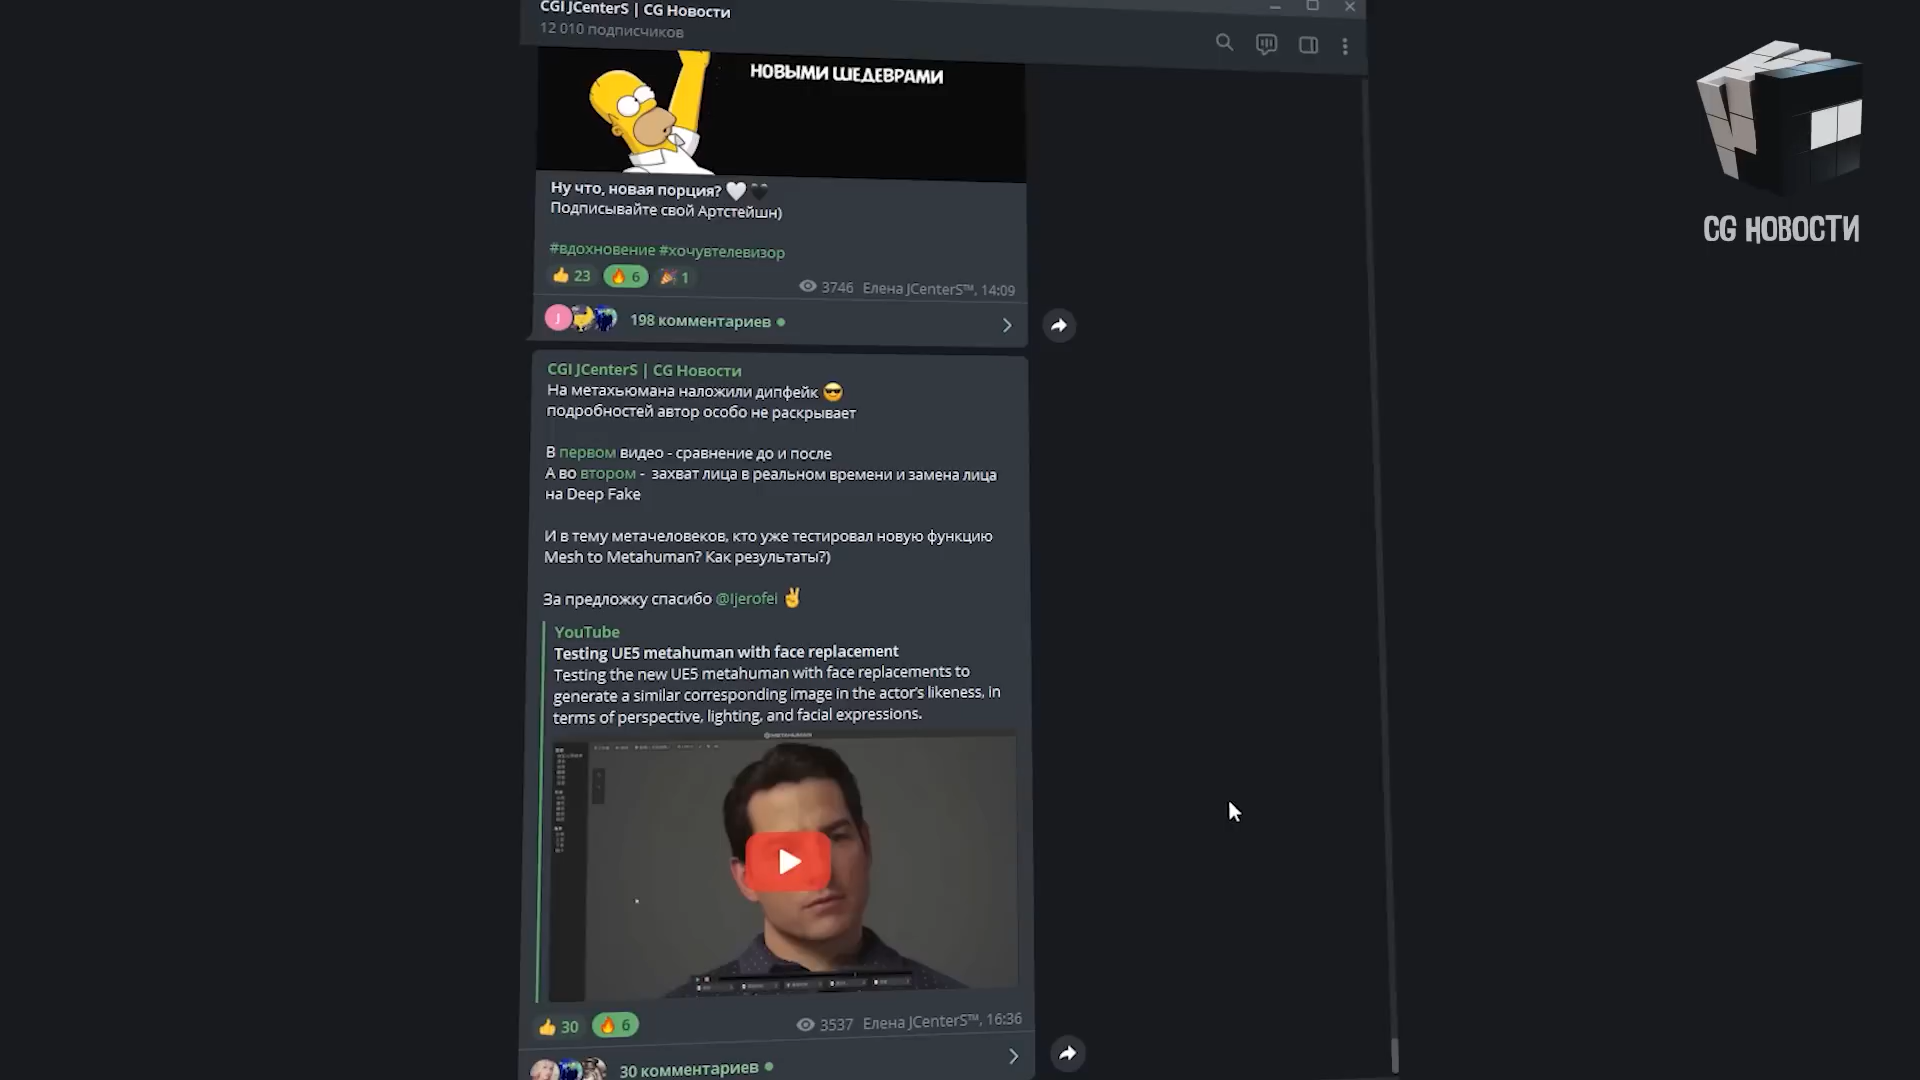 CGI JCenterS | CG Новости
12 010 подписчиков
НОВЫМИ ШЕДЕВРАМИ
Ну что, новая порция? 🤍🖤
Подписывайте свой Артстейшн)
#вдохновение #хочувтелевизор
👍 23 🔥 6 🎉 1
3746 Елена JCenterS™, 14:09
J
198 комментариев
CGI JCenterS | CG Новости
На метахьюмана наложили дипфейк 😎
подробностей автор особо не раскрывает
В первом видео - сравнение до и после
А во втором - захват лица в реальном времени и замена лица
на Deep Fake
И в тему метачеловеков, кто уже тестировал новую функцию
Mesh to Metahuman? Как результаты?)
За предложку спасибо @Ijerofei ✌
YouTube
Testing UE5 metahuman with face replacement
Testing the new UE5 metahuman with face replacements to
generate a similar corresponding image in the actor's likeness, in
terms of perspective, lighting, and facial expressions.
METAHUMAN
👍 30 🔥 6
3537 Елена JCenterS™, 16:36
30 комментариев
CG НОВОСТИ